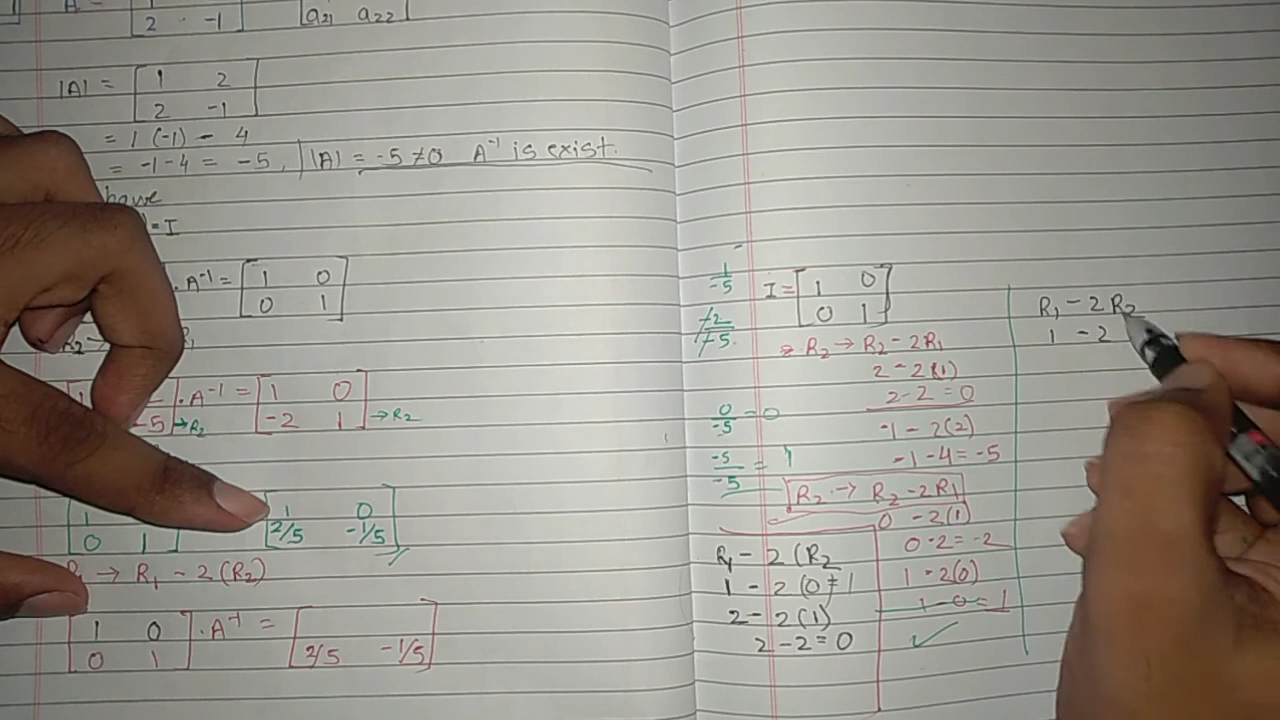 2 -1
a₂₁ a₂₂
|A| = 1 2
2 -1
= 1 (-1) - 4
= -1 - 4 = -5, |A| = -5 ≠ 0 A⁻¹ is exist.
have
= I
. A⁻¹ = 1 0
0 1
R₂ →
-5 → R₂ . A⁻¹ = 1 0
-2 1 → R₂
1 1 0
0 1 2/5 -1/5
R₁ → R₁ - 2(R₂)
1 0 . A⁻¹ =
0 1 2/5 -1/5
1/-5
-2/-5
0/-5 = 0
-5/-5 = 1
I = 1 0
0 1
R₂ → R₂ - 2R₁
2 - 2(1)
2 - 2 = 0
-1 - 2(2)
-1 - 4 = -5
R₂ → R₂ - 2R₁
0 - 2(1)
0 - 2 = -2
1 - 2(0)
1 - 0 = 1
R₁ - 2(R₂
1 - 2(0 = 1
2 - 2(1)
2 - 2 = 0
R₁ - 2R₂
1 - 2